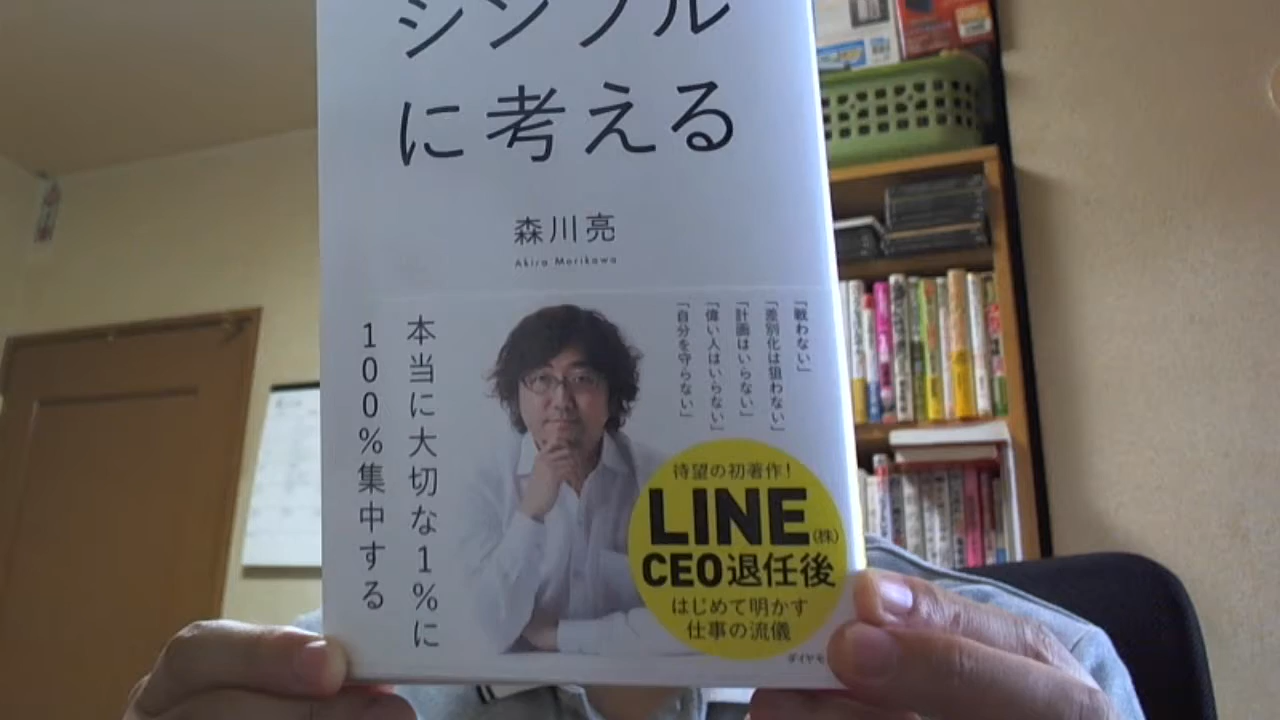 シンプル
に考える
森川亮
Akira Morikawa
「戦わない」
「差別化は狙わない」
「計画はいらない」
「偉い人はいらない」
「自分を守らない」
本当に大切な1%に
100%集中する
待望の初著作!
LINE(株)
CEO退任後
はじめて明かす
仕事の流儀
ダイヤモ